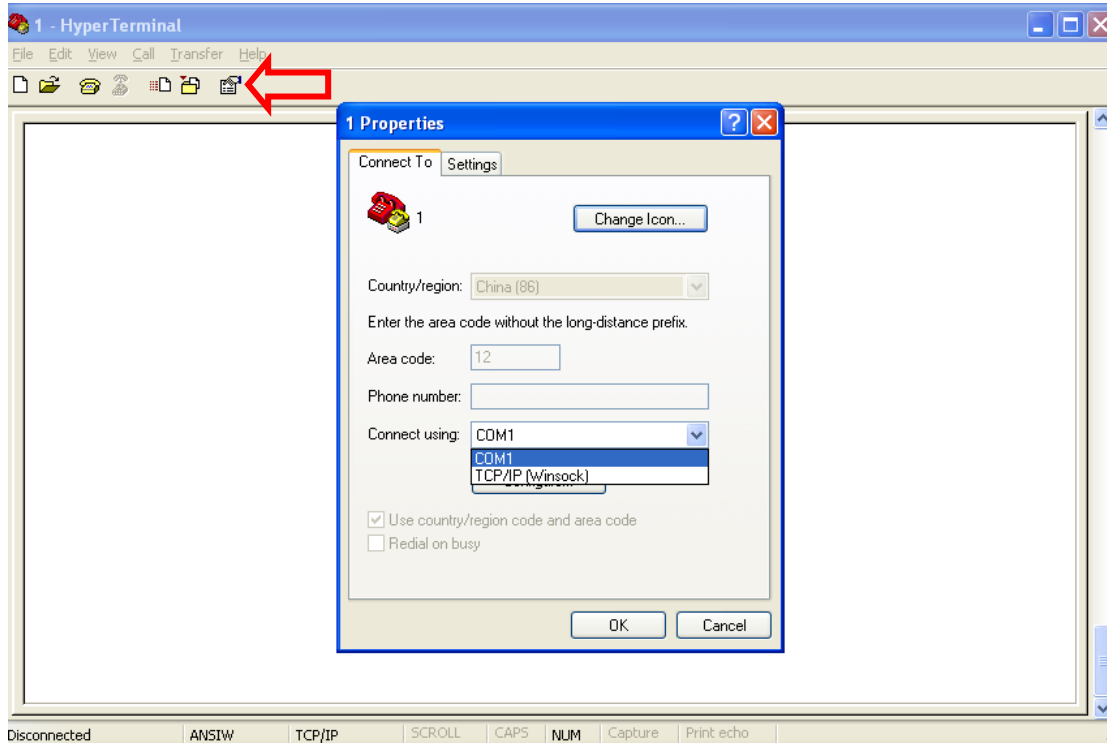 1 - HyperTerminal
File Edit View Call Transfer Help
1 Properties
Connect To Settings
1 Change Icon...
Country/region: China (86)
Enter the area code without the long-distance prefix.
Area code: 12
Phone number:
Connect using: COM1
COM1
TCP/IP (Winsock)
Use country/region code and area code
Redial on busy
OK Cancel
Disconnected ANSIW TCP/IP SCROLL CAPS NUM Capture Print echo